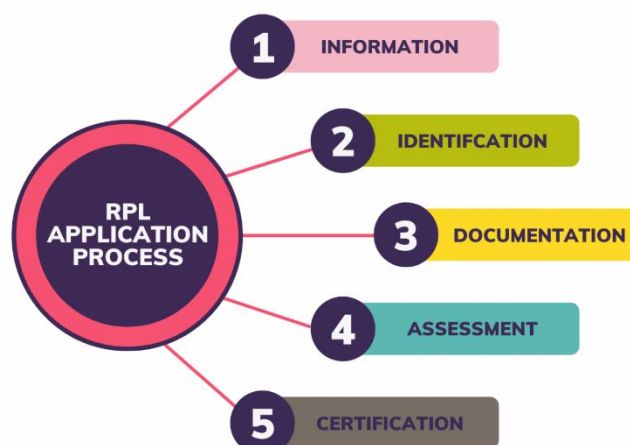 RPL
APPLICATION
PROCESS
1 INFORMATION
2 IDENTIFCATION
3 DOCUMENTATION
4 ASSESSMENT
5 CERTIFICATION